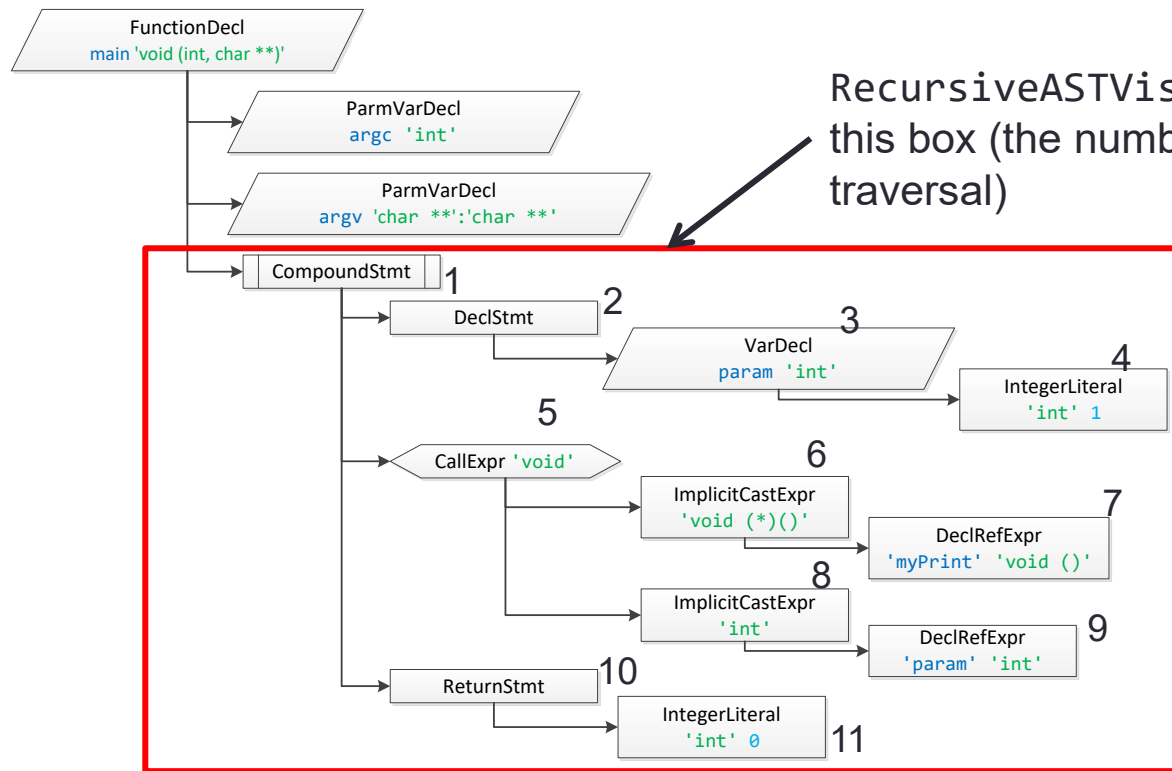 FunctionDecl
main 'void (int, char **)'
ParmVarDecl
argc 'int'
RecursiveASTVis
this box (the numb
traversal)
ParmVarDecl
argv 'char **':'char **'
CompoundStmt
1
DeclStmt
2
3
VarDecl
param 'int'
4
IntegerLiteral
'int' 1
5
CallExpr 'void'
6
ImplicitCastExpr
'void (*)()'
7
DeclRefExpr
'myPrint' 'void ()'
8
ImplicitCastExpr
'int'
9
DeclRefExpr
'param' 'int'
10
ReturnStmt
IntegerLiteral
'int' 0
11